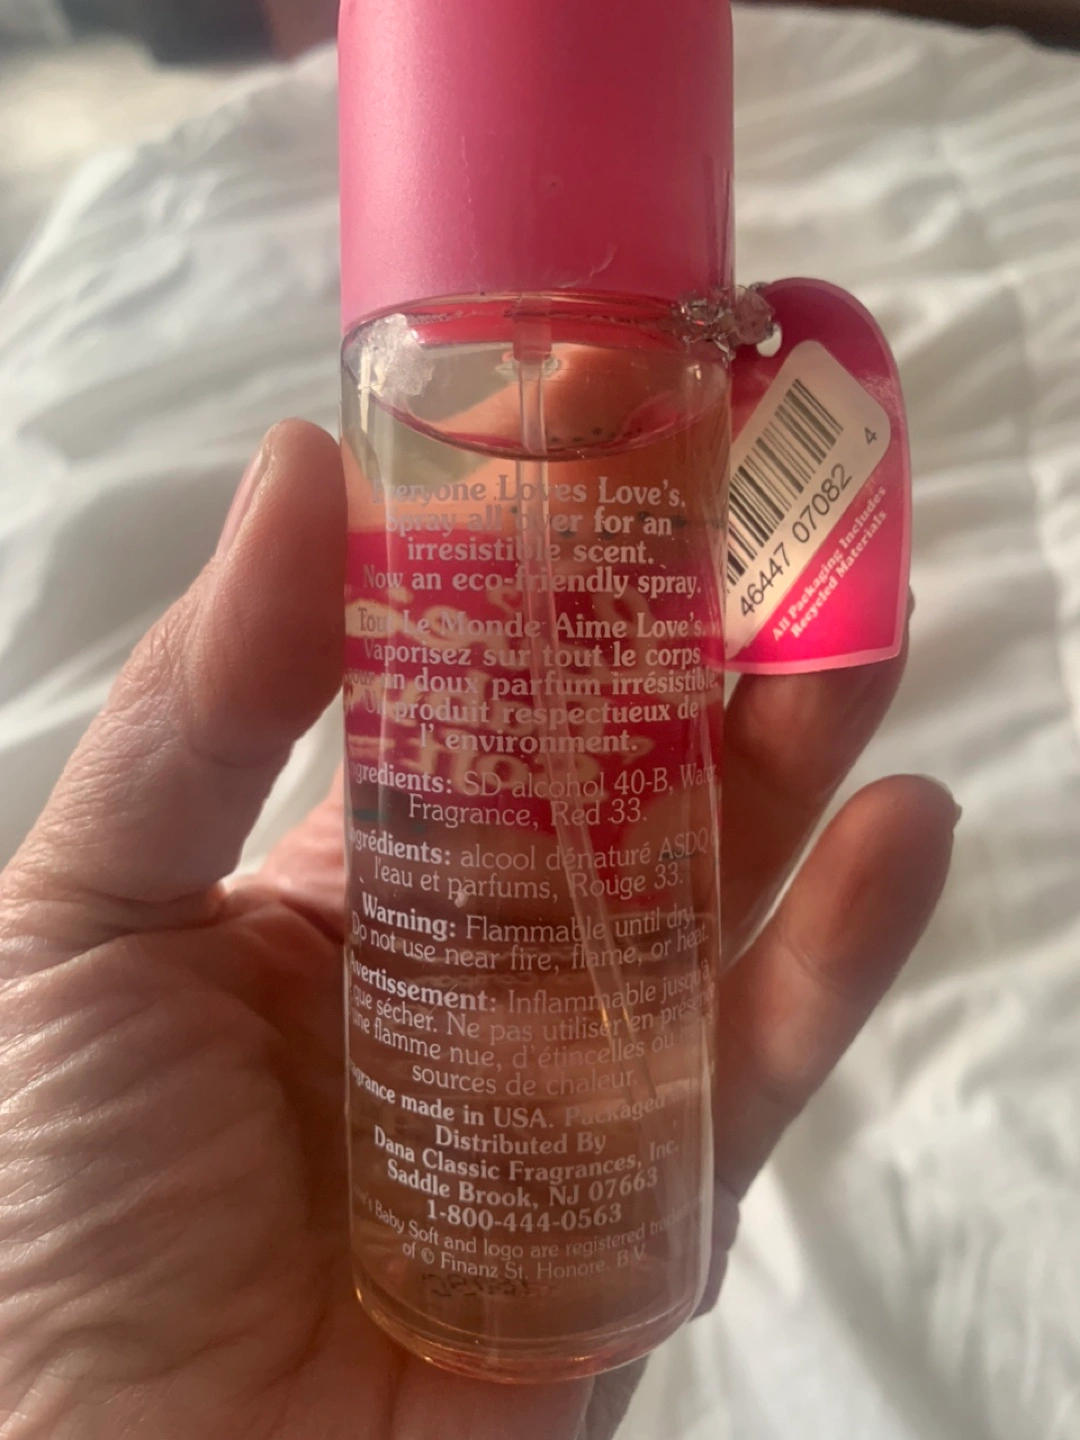 Everyone Loves Love's.
Spray all over for an
irresistible scent.
Now an eco-friendly spray.
Tout Le Monde Aime Love's.
Vaporisez sur tout le corps
un doux parfum irrésistible.
Un produit respectueux de
l' environment.
Ingredients: SD alcohol 40-B, Water,
Fragrance, Red 33.
Ingrédients: alcool dénaturé ASDQ
l'eau et parfums, Rouge 33.
Warning: Flammable until dry.
Do not use near fire, flame, or heat.
Avertissement: Inflammable jusqu'à
que sécher. Ne pas utiliser en
une flamme nue, d'étincelles ou
sources de chaleur.
Fragrance made in USA. Packaged
Distributed By
Dana Classic Fragrances, Inc.
Saddle Brook, NJ 07663
1-800-444-0563
Love's Baby Soft and logo are registered
of © Finanz St. Honore, B.V.
46447 07082 4
All Packaging Includes
Recycled Materials